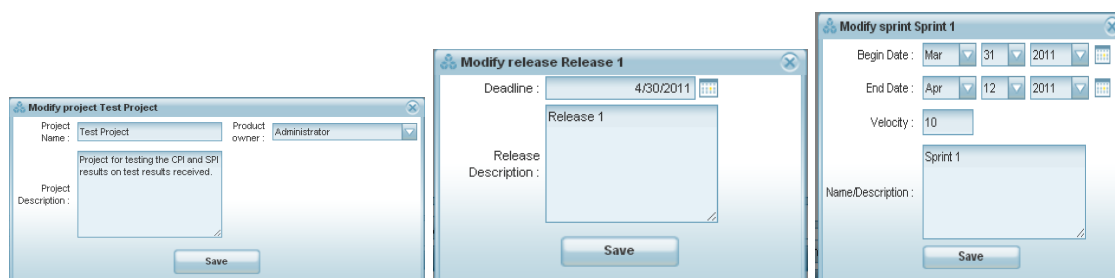 Modify project Test Project
Project Name :
Test Project
Product owner :
Administrator
Project Description :
Project for testing the CPI and SPI
results on test results received.
Save
Modify release Release 1
Deadline :
4/30/2011
Release Description :
Release 1
Save
Modify sprint Sprint 1
Begin Date : Mar 31 2011
End Date : Apr 12 2011
Velocity : 10
Name/Description :
Sprint 1
Save